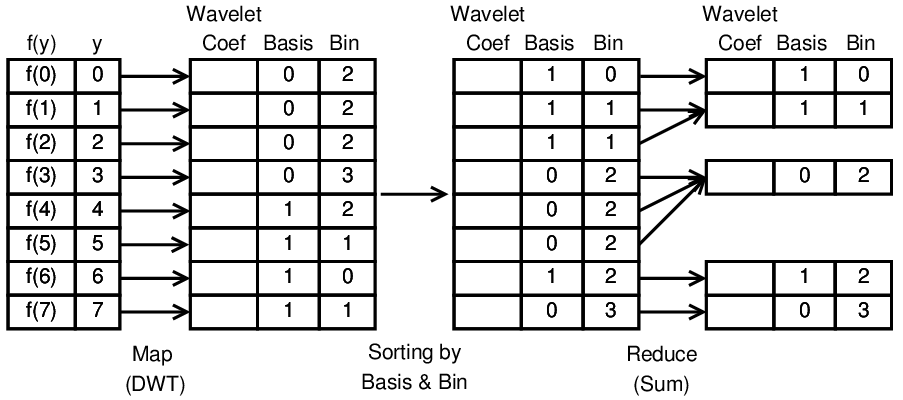 Wavelet Wavelet Wavelet
f(y) y Coef Basis Bin Coef Basis Bin Coef Basis Bin
f(0) 0 0 2 1 0 1 0
f(1) 1 0 2 1 1 1 1
f(2) 2 0 2 1 1
f(3) 3 0 3 0 2 0 2
f(4) 4 1 2 0 2
f(5) 5 1 1 0 2
f(6) 6 1 0 1 2 1 2
f(7) 7 1 1 0 3 0 3
Map Sorting by Reduce
(DWT) Basis & Bin (Sum)